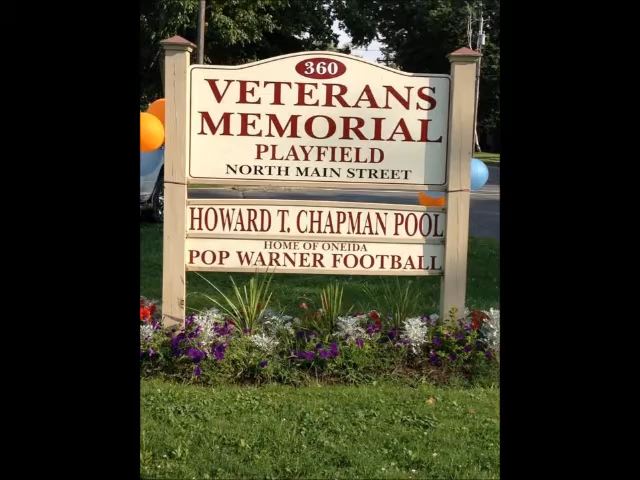 360
VETERANS
MEMORIAL
PLAYFIELD
NORTH MAIN STREET
HOWARD T. CHAPMAN POOL
HOME OF ONEIDA
POP WARNER FOOTBALL